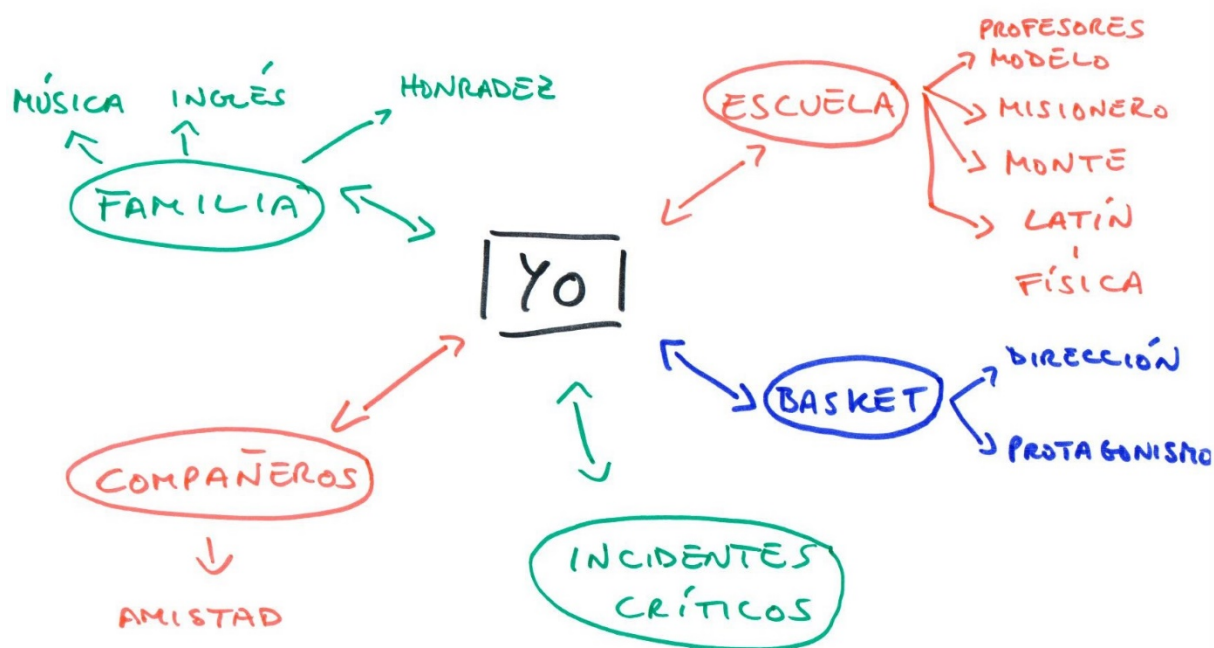 MÚSICA INGLÉS HONRADEZ
FAMILIA
ESCUELA
PROFESORES
MODELO
MISIONERO
MONTE
LATÍN
FÍSICA
YO
BASKET
DIRECCIÓN
PROTAGONISMO
COMPAÑEROS
AMISTAD
INCIDENTES
CRÍTICOS